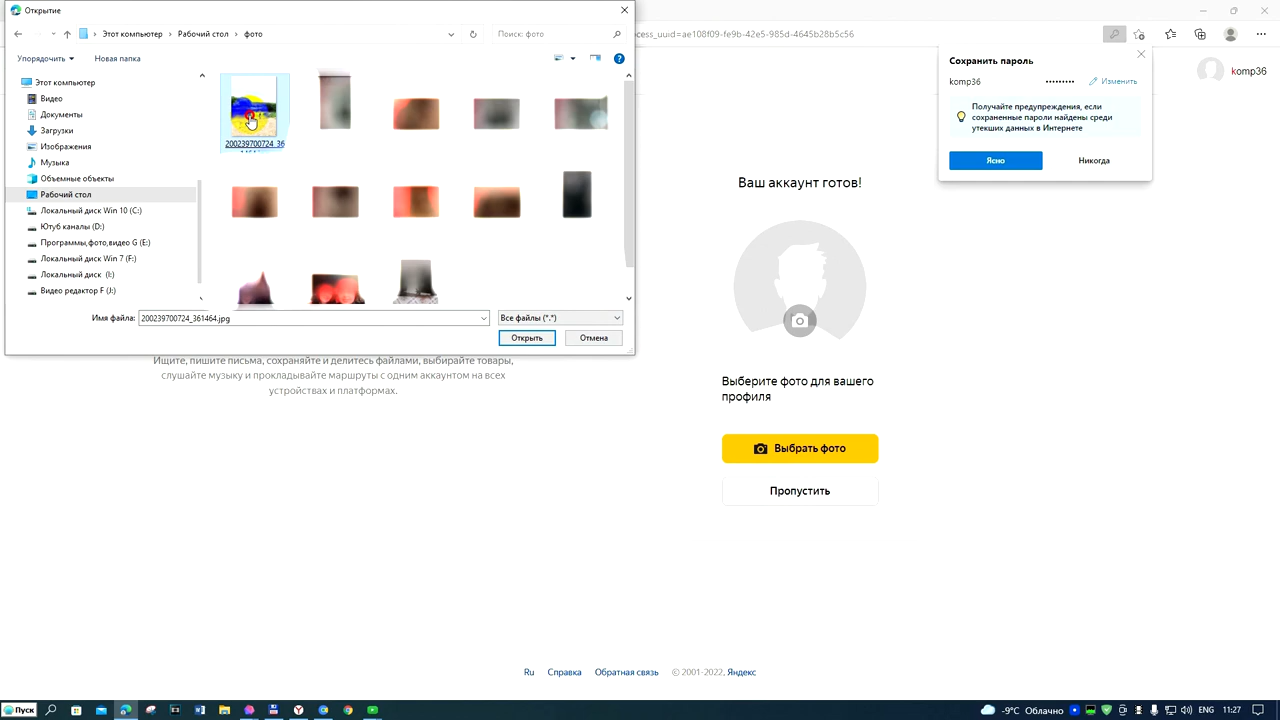 Открытие
Этот компьютер
Рабочий стол
фото
Поиск: фото
cess_uuid=ae108f09-fe9b-42e5-985d-4645b28b5c56
Упорядочить
Новая папка
Этот компьютер
Видео
Документы
Загрузки
Изображения
Музыка
Объемные объекты
Рабочий стол
Локальный диск Win 10 (C:)
Ютуб каналы (D:)
Программы,фото,видео G (E:)
Локальный диск Win 7 (F:)
Локальный диск (I:)
Видео редактор F (J:)
200239700724_36
Имя файла:
200239700724_361464.jpg
Все файлы (*.*)
Открыть
Отмена
Сохранить пароль
komp36
•••••••••
Изменить
Получайте предупреждения, если
сохраненные пароли найдены среди
утекших данных в Интернете
Ясно
Никогда
komp36
Ищите, пишите письма, сохраняйте и делитесь файлами, выбирайте товары,
слушайте музыку и прокладывайте маршруты с одним аккаунтом на всех
устройствах и платформах.
Ваш аккаунт готов!
Выберите фото для вашего
профиля
Выбрать фото
Пропустить
Ru
Справка
Обратная связь
© 2001-2022, Яндекс
Пуск
-9°C Облачно
ENG
11:27